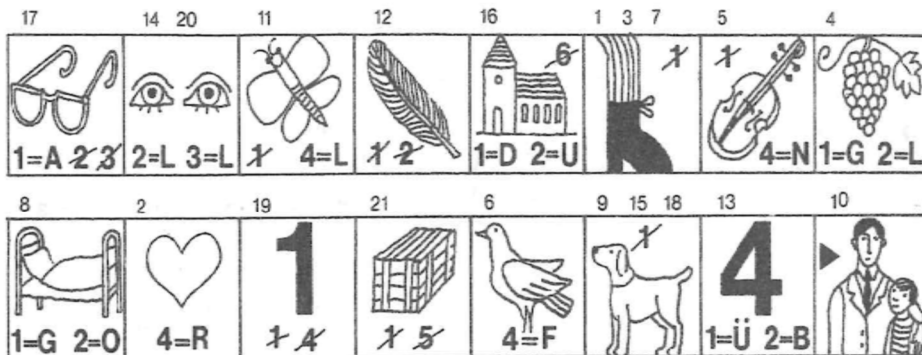 17 14 20 11 12 16 1 3 7 5 4
6 1 1
1=A 2 3 2=L 3=L 1 4=L 1 2 1=D 2=U 4=N 1=G 2=L
8 2 19 21 6 9 15 18 13 10
1 1 4
1=G 2=O 4=R 1 4 1 5 4=F 1=Ü 2=B